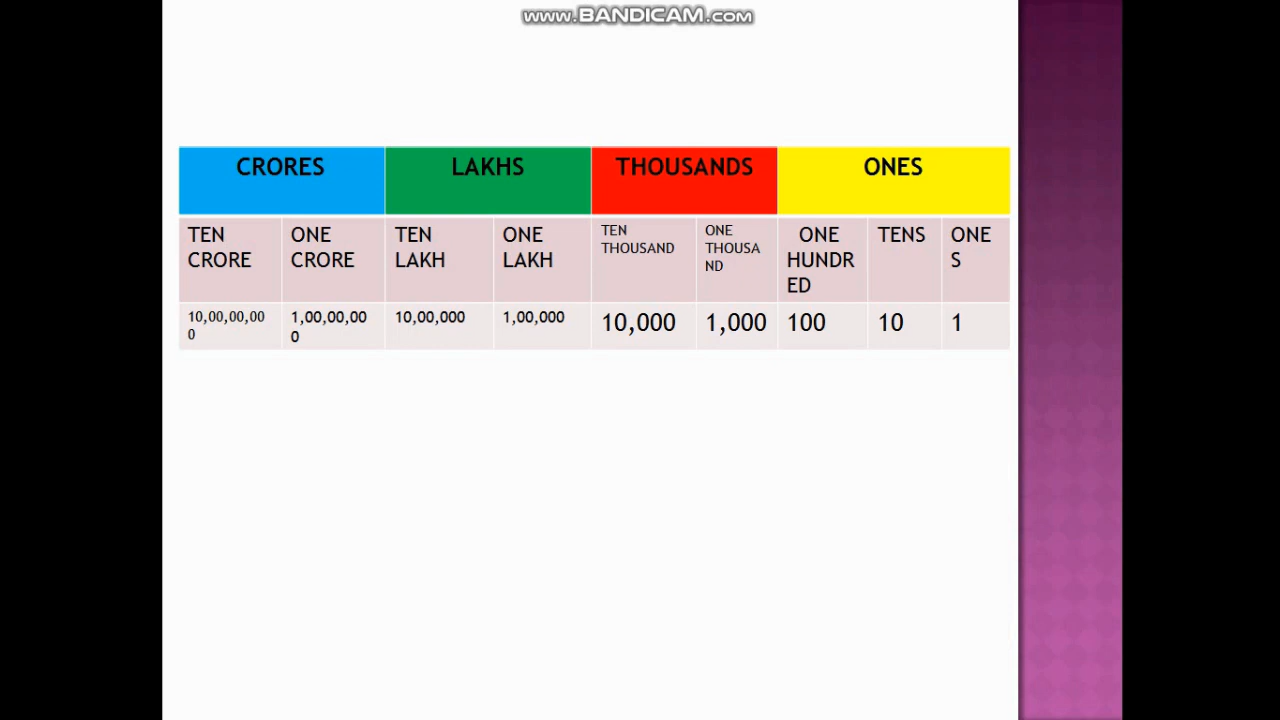 www.BANDICAM.com
CRORES LAKHS THOUSANDS ONES
TEN CRORE
ONE CRORE
TEN LAKH
ONE LAKH
TEN THOUSAND
ONE THOUSA ND
ONE HUNDR ED
TENS
ONE S
10,00,00,00 0
1,00,00,00 0
10,00,000
1,00,000
10,000
1,000
100
10
1